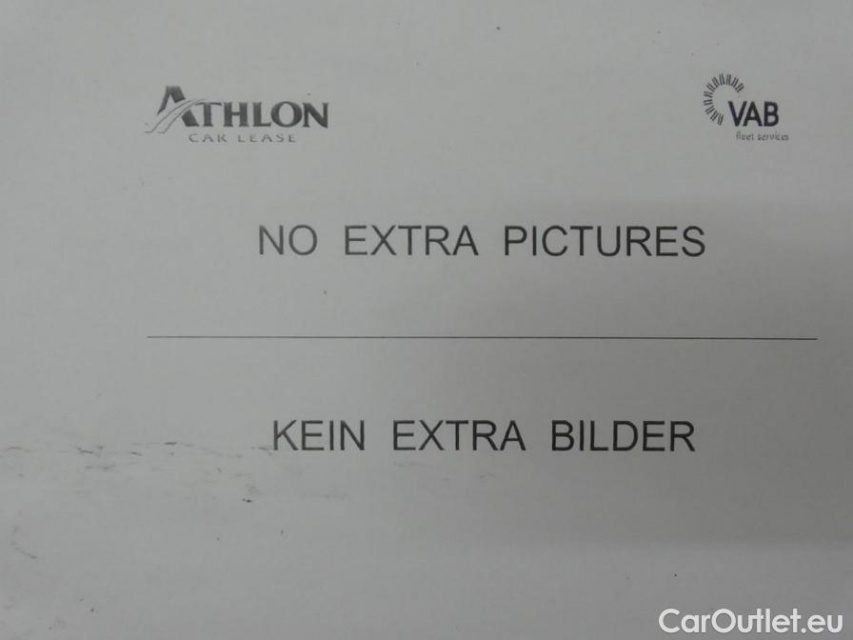 ATHLON
CAR LEASE
VAB
fleet services
NO EXTRA PICTURES
KEIN EXTRA BILDER
CarOutlet.eu